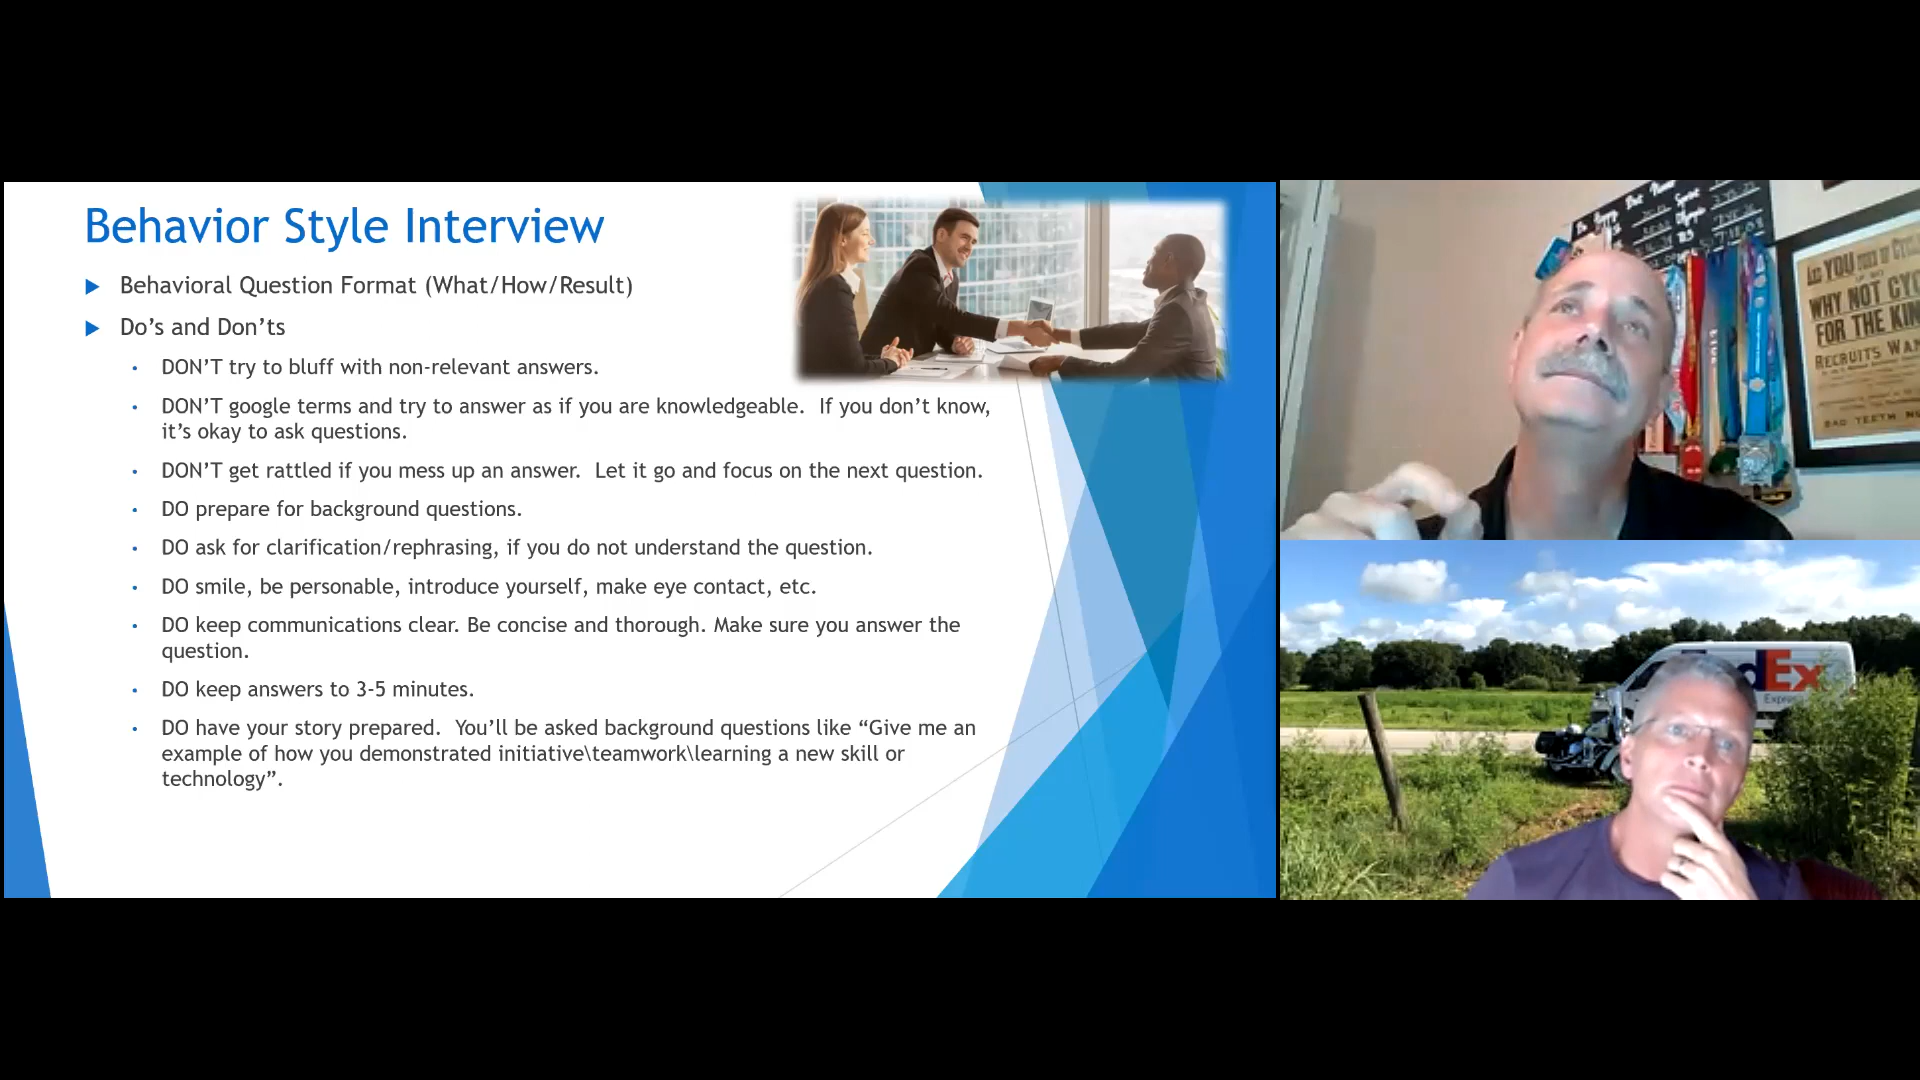 Behavior Style Interview
Behavioral Question Format (What/How/Result)
Do’s and Don’ts
DON’T try to bluff with non-relevant answers.
DON’T google terms and try to answer as if you are knowledgeable.  If you don’t know,
it’s okay to ask questions.
DON’T get rattled if you mess up an answer.  Let it go and focus on the next question.
DO prepare for background questions.
DO ask for clarification/rephrasing, if you do not understand the question.
DO smile, be personable, introduce yourself, make eye contact, etc.
DO keep communications clear. Be concise and thorough. Make sure you answer the
question.
DO keep answers to 3-5 minutes.
DO have your story prepared.  You’ll be asked background questions like “Give me an
example of how you demonstrated initiative\teamwork\learning a new skill or
technology”.
YOU
WHY NOT CYC
FOR THE KIN
RECRUITS WAN
BAD TEETH
dEx